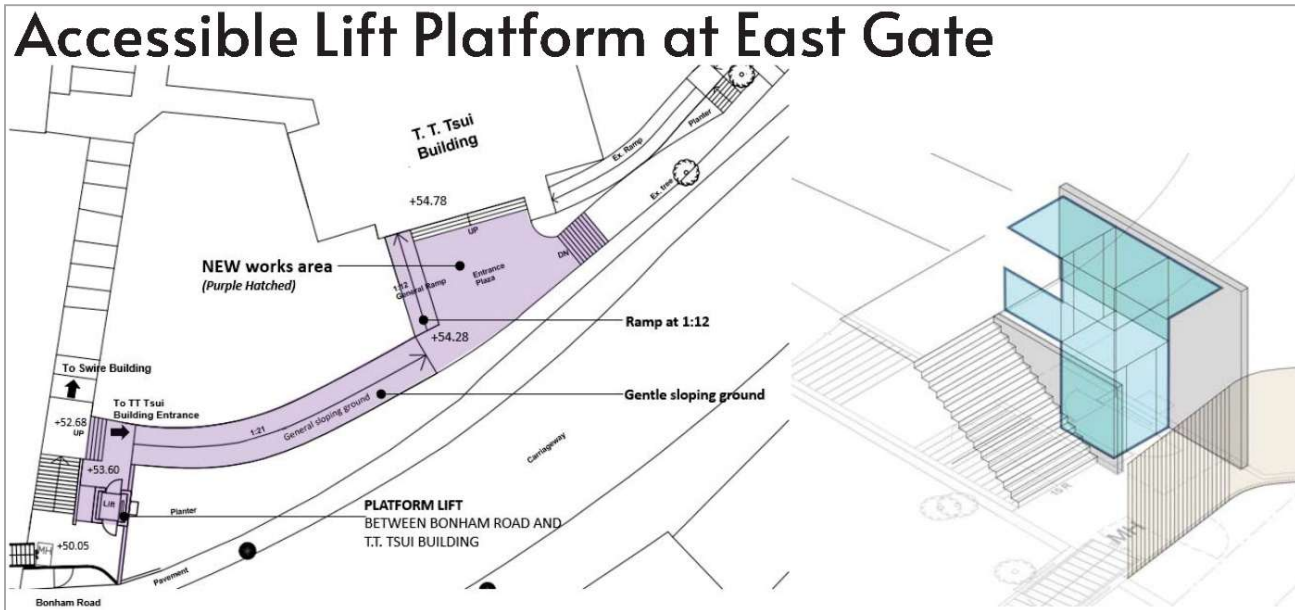 Accessible Lift Platform at East Gate
T. T. Tsui
Building
+54.78
UP
Ex. Ramp
Planter
Ex. tree
DN
NEW works area
(Purple Hatched)
Entrance
Plaza
1:12
General Ramp
+54.28
Ramp at 1:12
Gentle sloping ground
To Swire Building
To TT Tsui
Building Entrance
+52.68
UP
1:21
General sloping ground
+53.60
Lift
Planter
Carriageway
PLATFORM LIFT
BETWEEN BONHAM ROAD AND
T.T. TSUI BUILDING
MH
+50.05
Pavement
Bonham Road
15 R
MH